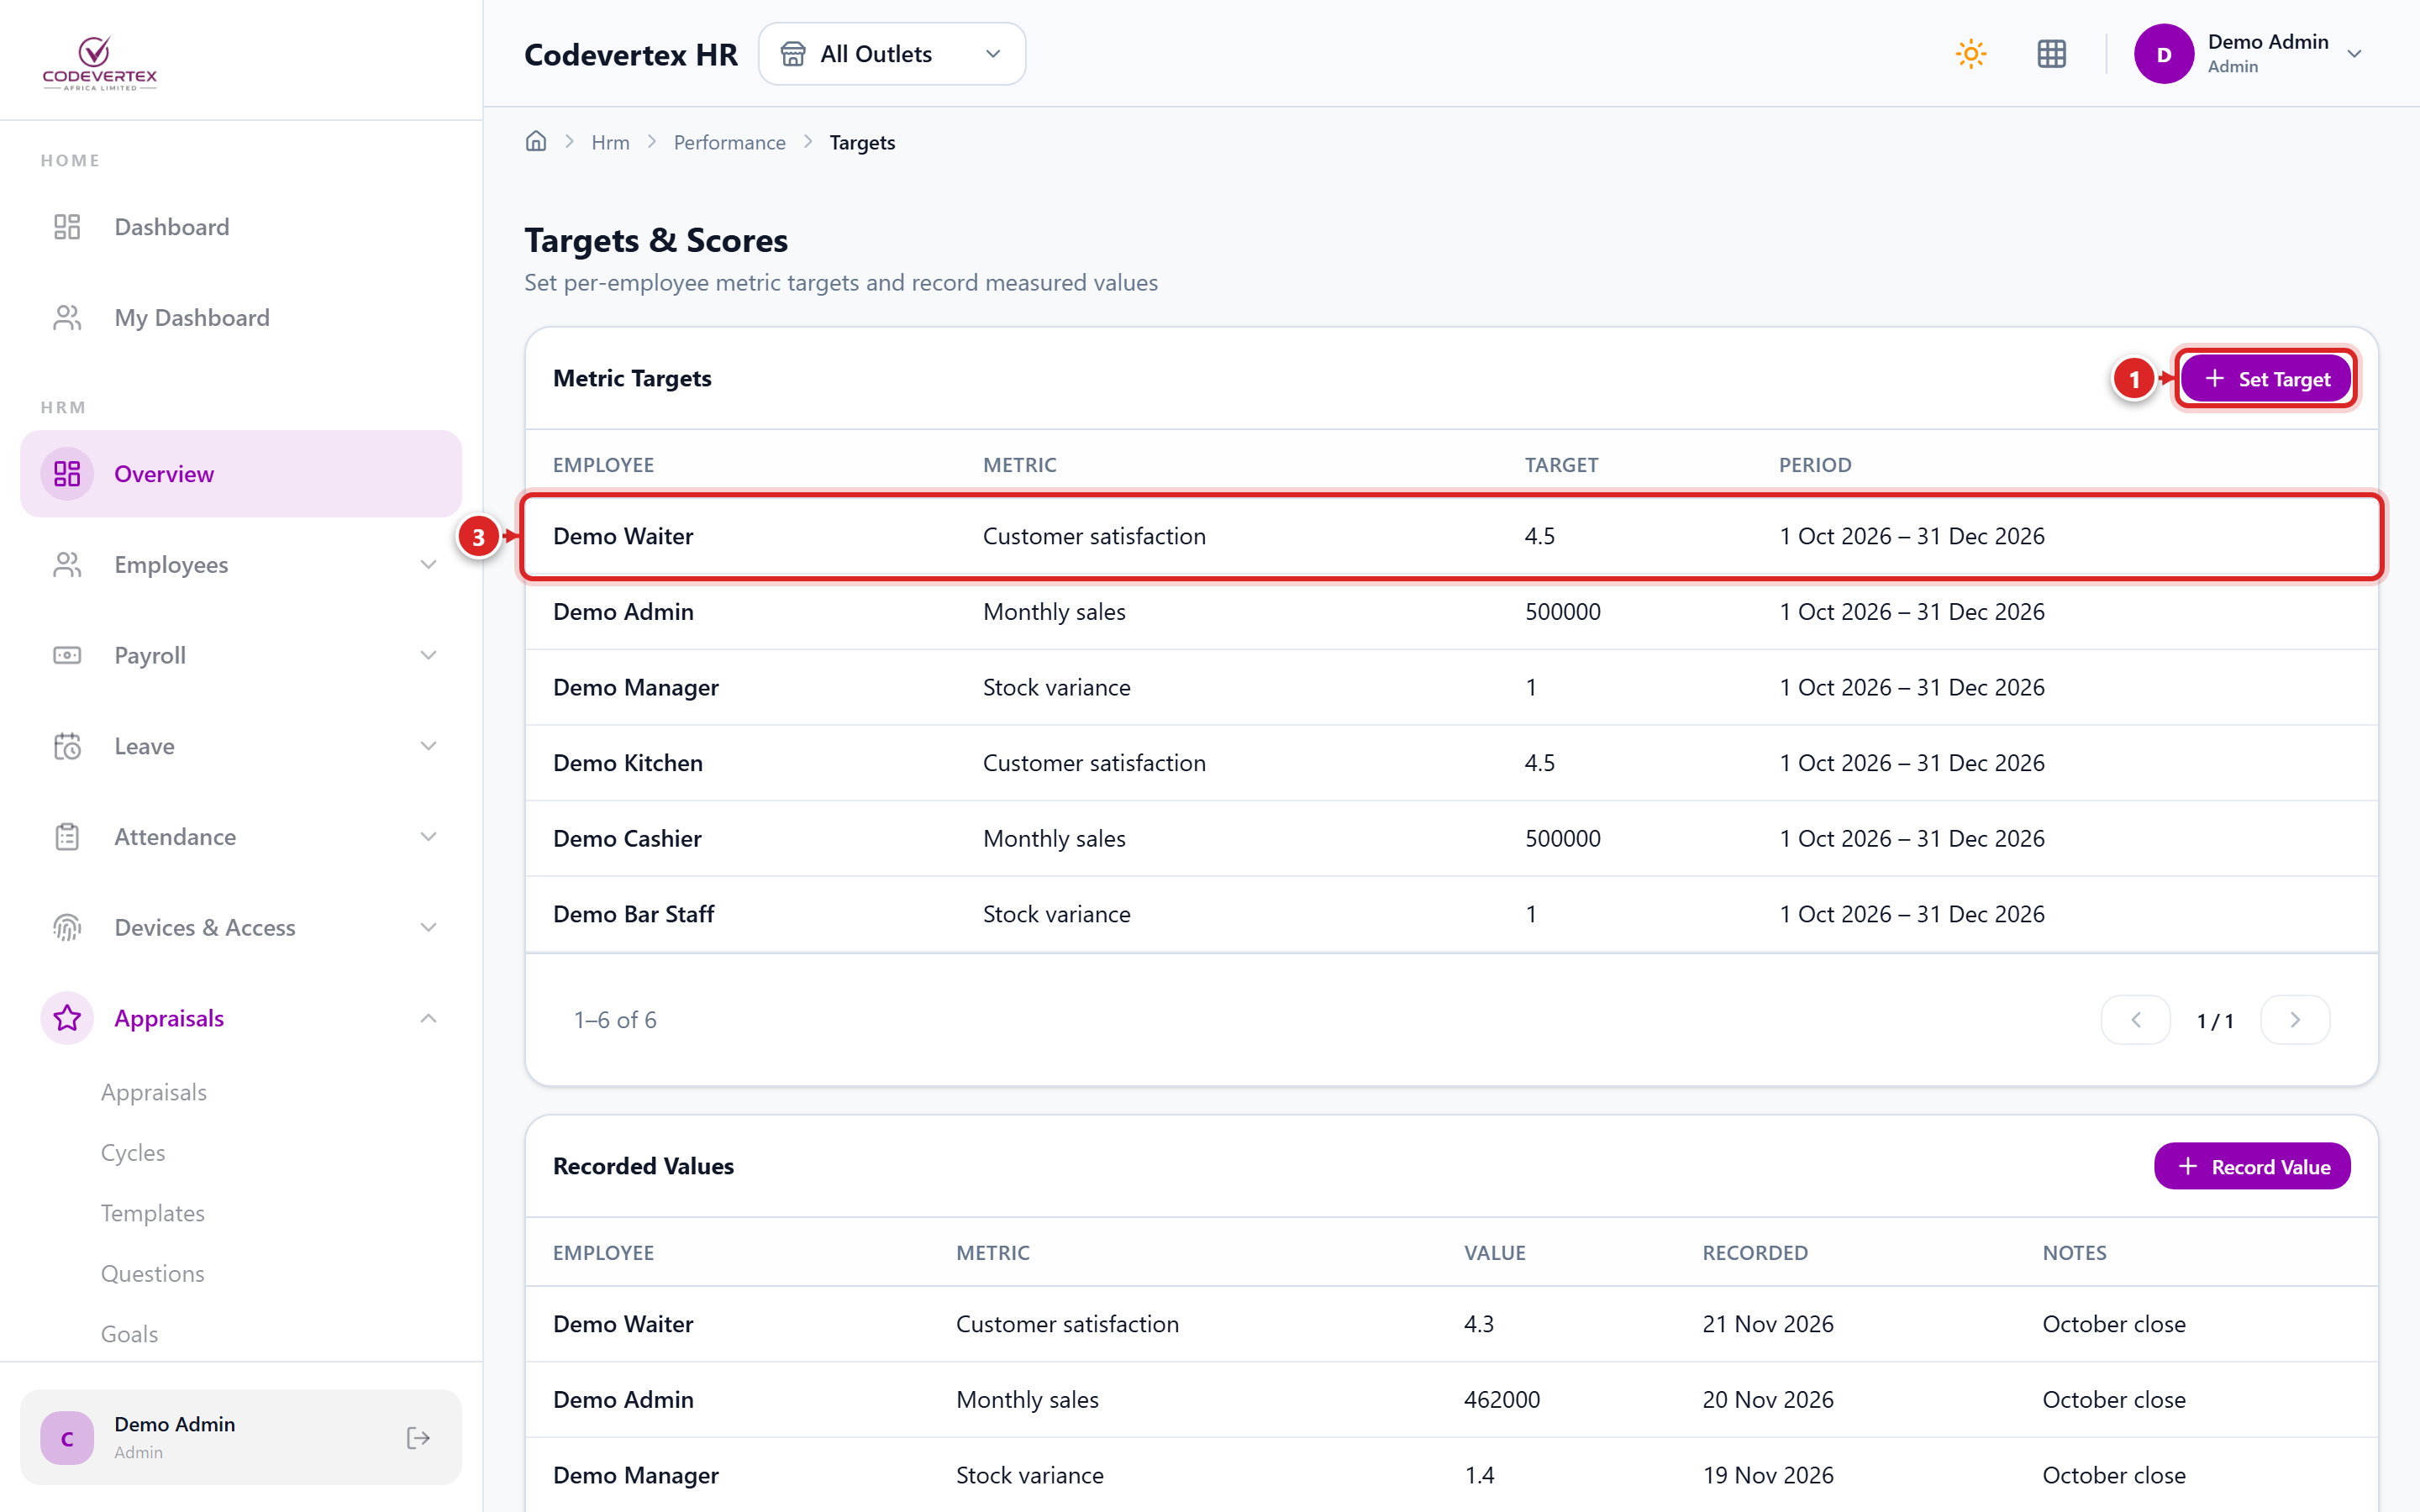 CODEVERTEX
AFRICA LIMITED
HOME
Dashboard
My Dashboard
HRM
Overview
Employees
Payroll
Leave
Attendance
Devices & Access
Appraisals
Appraisals
Cycles
Templates
Questions
Goals
C
Demo Admin
Admin
Codevertex HR
All Outlets
D
Demo Admin
Admin
Hrm > Performance > Targets
Targets & Scores
Set per-employee metric targets and record measured values
Metric Targets
1
+ Set Target
EMPLOYEE METRIC TARGET PERIOD
3
Demo Waiter Customer satisfaction 4.5 1 Oct 2026 – 31 Dec 2026
Demo Admin Monthly sales 500000 1 Oct 2026 – 31 Dec 2026
Demo Manager Stock variance 1 1 Oct 2026 – 31 Dec 2026
Demo Kitchen Customer satisfaction 4.5 1 Oct 2026 – 31 Dec 2026
Demo Cashier Monthly sales 500000 1 Oct 2026 – 31 Dec 2026
Demo Bar Staff Stock variance 1 1 Oct 2026 – 31 Dec 2026
1–6 of 6
1 / 1
Recorded Values
+ Record Value
EMPLOYEE METRIC VALUE RECORDED NOTES
Demo Waiter Customer satisfaction 4.3 21 Nov 2026 October close
Demo Admin Monthly sales 462000 20 Nov 2026 October close
Demo Manager Stock variance 1.4 19 Nov 2026 October close